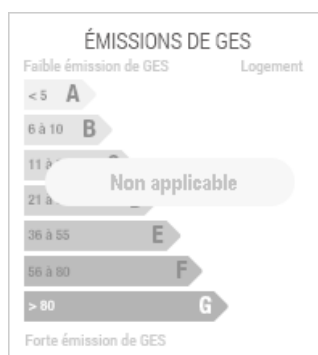 ÉMISSIONS DE GES
Faible émission de GES Logement
< 5 A
6 à 10 B
11 à
Non applicable
21 à
36 à 55 E
56 à 80 F
> 80 G
Forte émission de GES